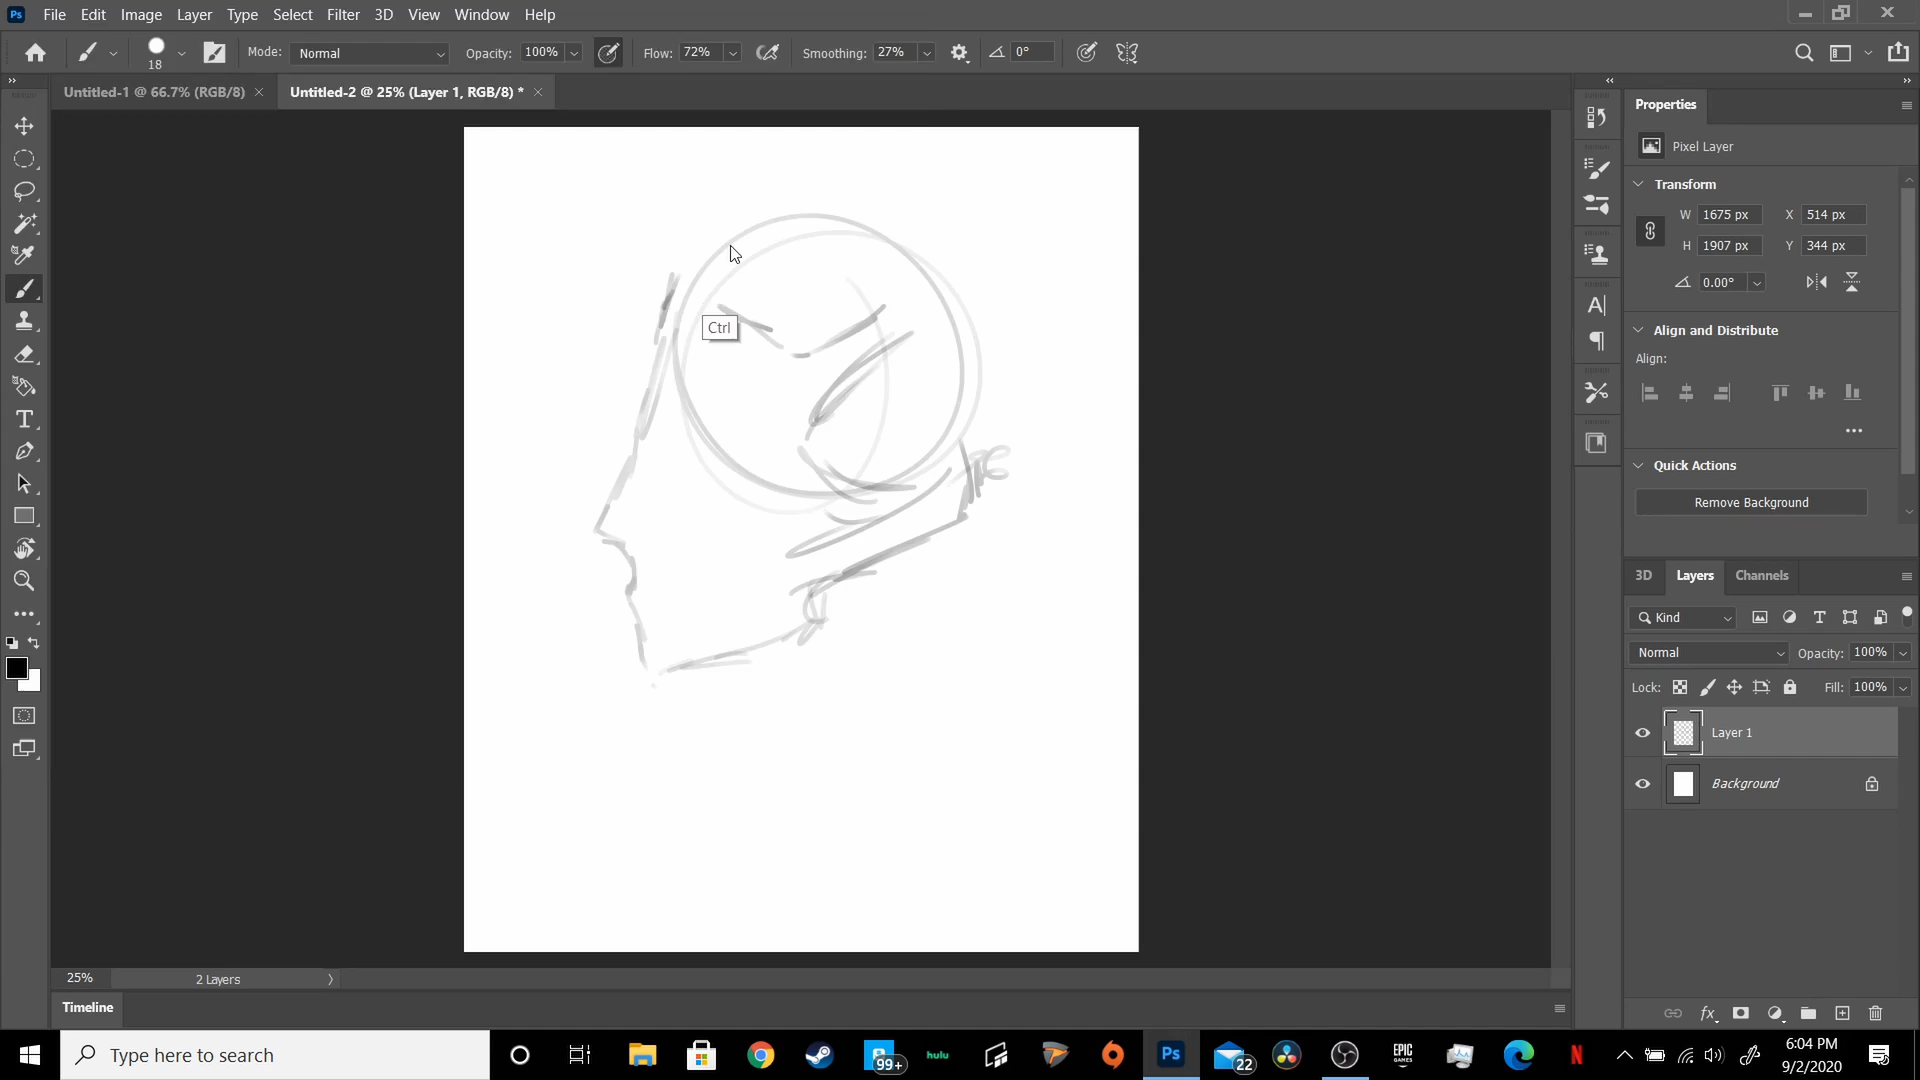 Ps File Edit Image Layer Type Select Filter 3D View Window Help
18 Mode: Normal Opacity: 100% Flow: 72% Smoothing: 27% 0°
Untitled-1 @ 66.7% (RGB/8) × Untitled-2 @ 25% (Layer 1, RGB/8) * ×
Properties
Pixel Layer
Transform
W 1675 px X 514 px
H 1907 px Y 344 px
0.00°
Ctrl
Align and Distribute
Align:
Quick Actions
Remove Background
3D Layers Channels
Kind
Normal Opacity: 100%
Lock: Fill: 100%
Layer 1
Background
25% 2 Layers
Timeline
Type here to search
99+
hulu
Ps
22
EPIC
GAMES
N
6:04 PM
9/2/2020